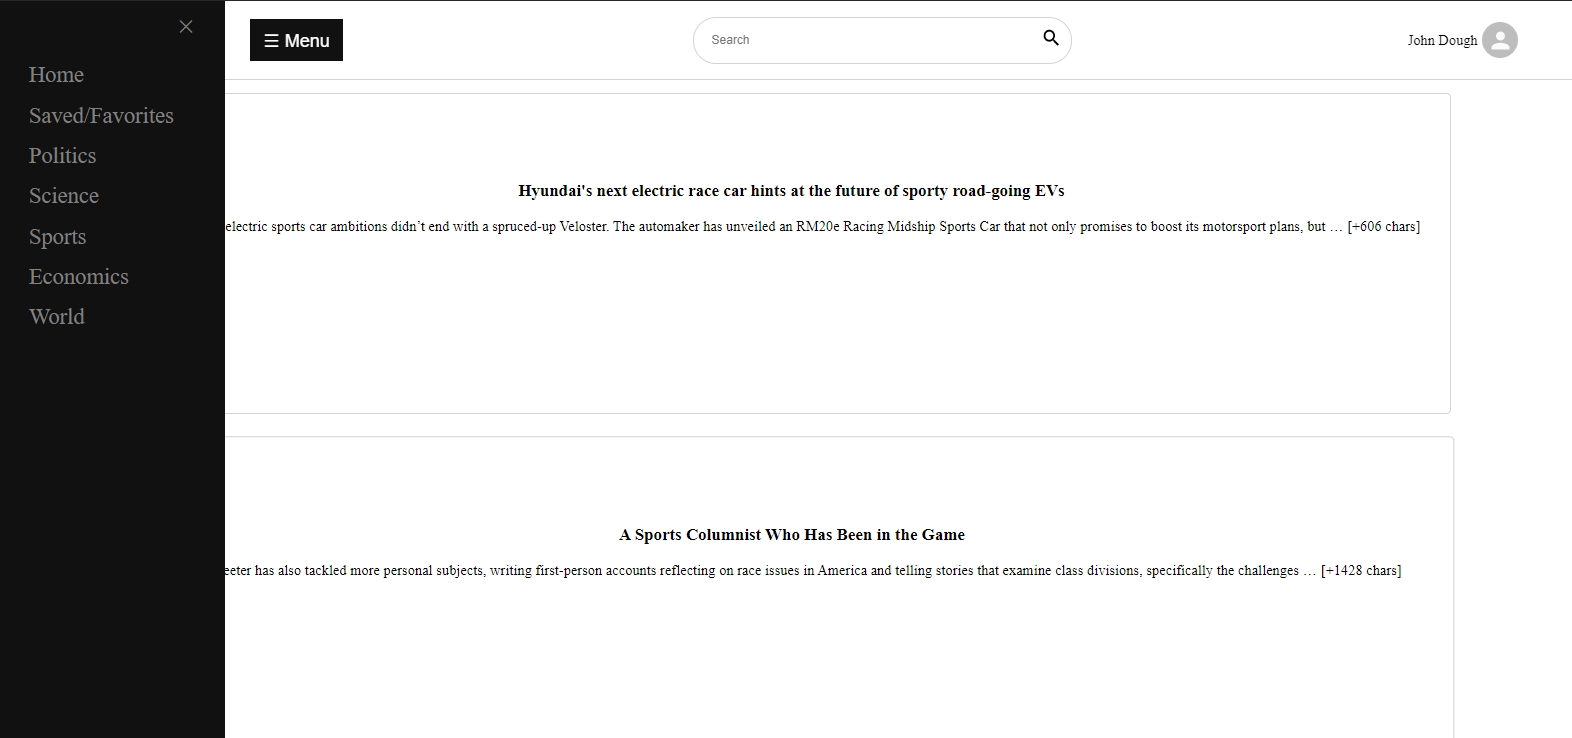 ☰ Menu
Search
John Dough
Home
Saved/Favorites
Politics
Science
Sports
Economics
World
Hyundai's next electric race car hints at the future of sporty road-going EVs
electric sports car ambitions didn’t end with a spruced-up Veloster. The automaker has unveiled an RM20e Racing Midship Sports Car that not only promises to boost its motorsport plans, but … [+606 chars]
A Sports Columnist Who Has Been in the Game
eeter has also tackled more personal subjects, writing first-person accounts reflecting on race issues in America and telling stories that examine class divisions, specifically the challenges … [+1428 chars]